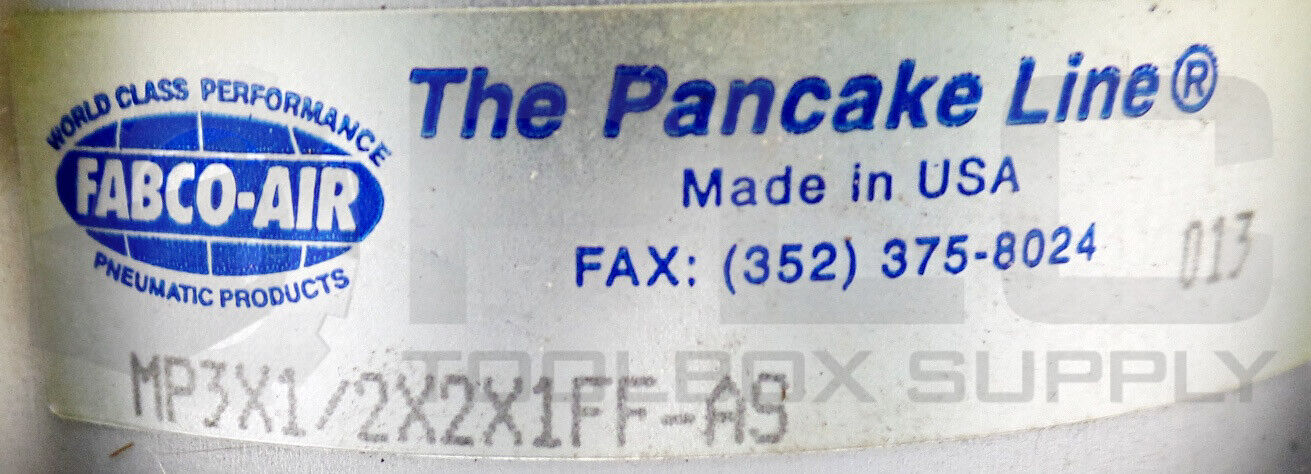 WORLD CLASS PERFORMANCE
FABCO-AIR
PNEUMATIC PRODUCTS
The Pancake Line®
Made in USA
FAX: (352) 375-8024
013
MP3X1/2X2X1FF-A9
TOOLBOX SUPPLY